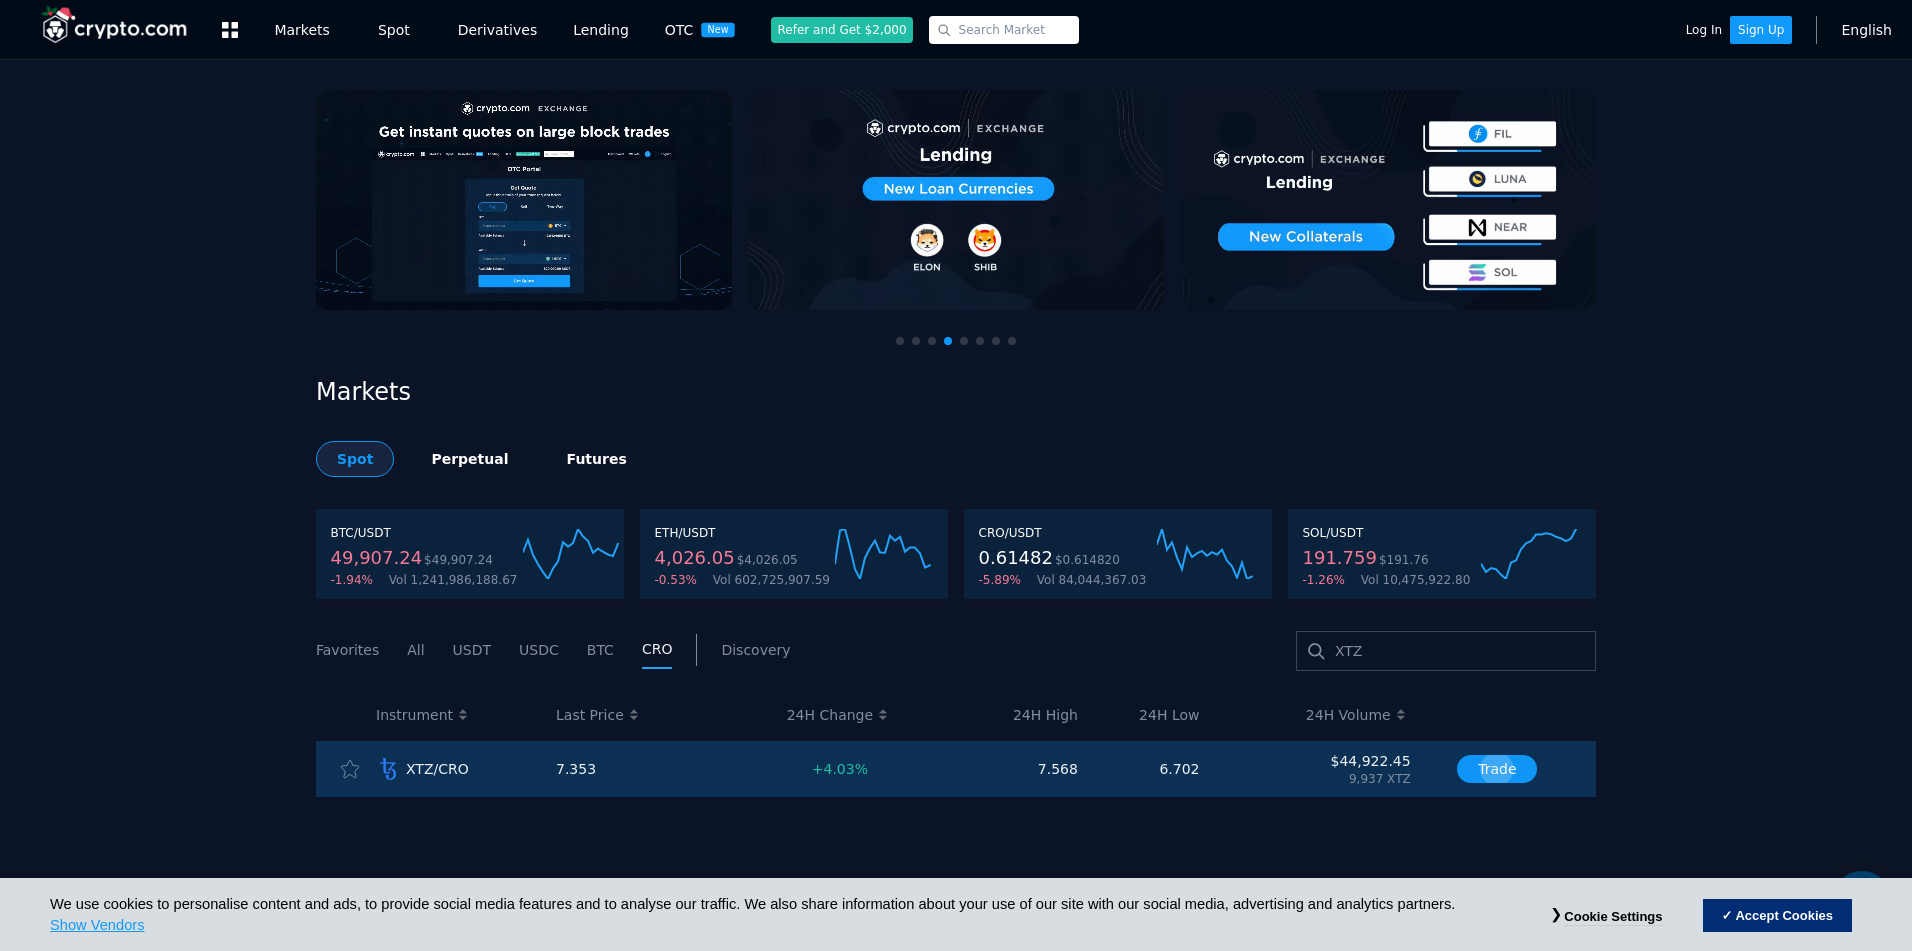 crypto.com
Markets
Spot
Derivatives
Lending
OTC New
Refer and Get $2,000
Search Market
Log In
Sign Up
English
crypto.com EXCHANGE
Get instant quotes on large block trades
OTC Portal
Get Quote
crypto.com EXCHANGE
Lending
New Loan Currencies
ELON SHIB
crypto.com EXCHANGE
Lending
New Collaterals
FIL
LUNA
NEAR
SOL
Markets
Spot Perpetual Futures
BTC/USDT
49,907.24 $49,907.24
-1.94% Vol 1,241,986,188.67
ETH/USDT
4,026.05 $4,026.05
-0.53% Vol 602,725,907.59
CRO/USDT
0.61482 $0.614820
-5.89% Vol 84,044,367.03
SOL/USDT
191.759 $191.76
-1.26% Vol 10,475,922.80
Favorites All USDT USDC BTC CRO Discovery
XTZ
Instrument Last Price 24H Change 24H High 24H Low 24H Volume
XTZ/CRO 7.353 +4.03% 7.568 6.702 $44,922.45
9,937 XTZ
Trade
We use cookies to personalise content and ads, to provide social media features and to analyse our traffic. We also share information about your use of our site with our social media, advertising and analytics partners.
Show Vendors
❯ Cookie Settings
✓ Accept Cookies